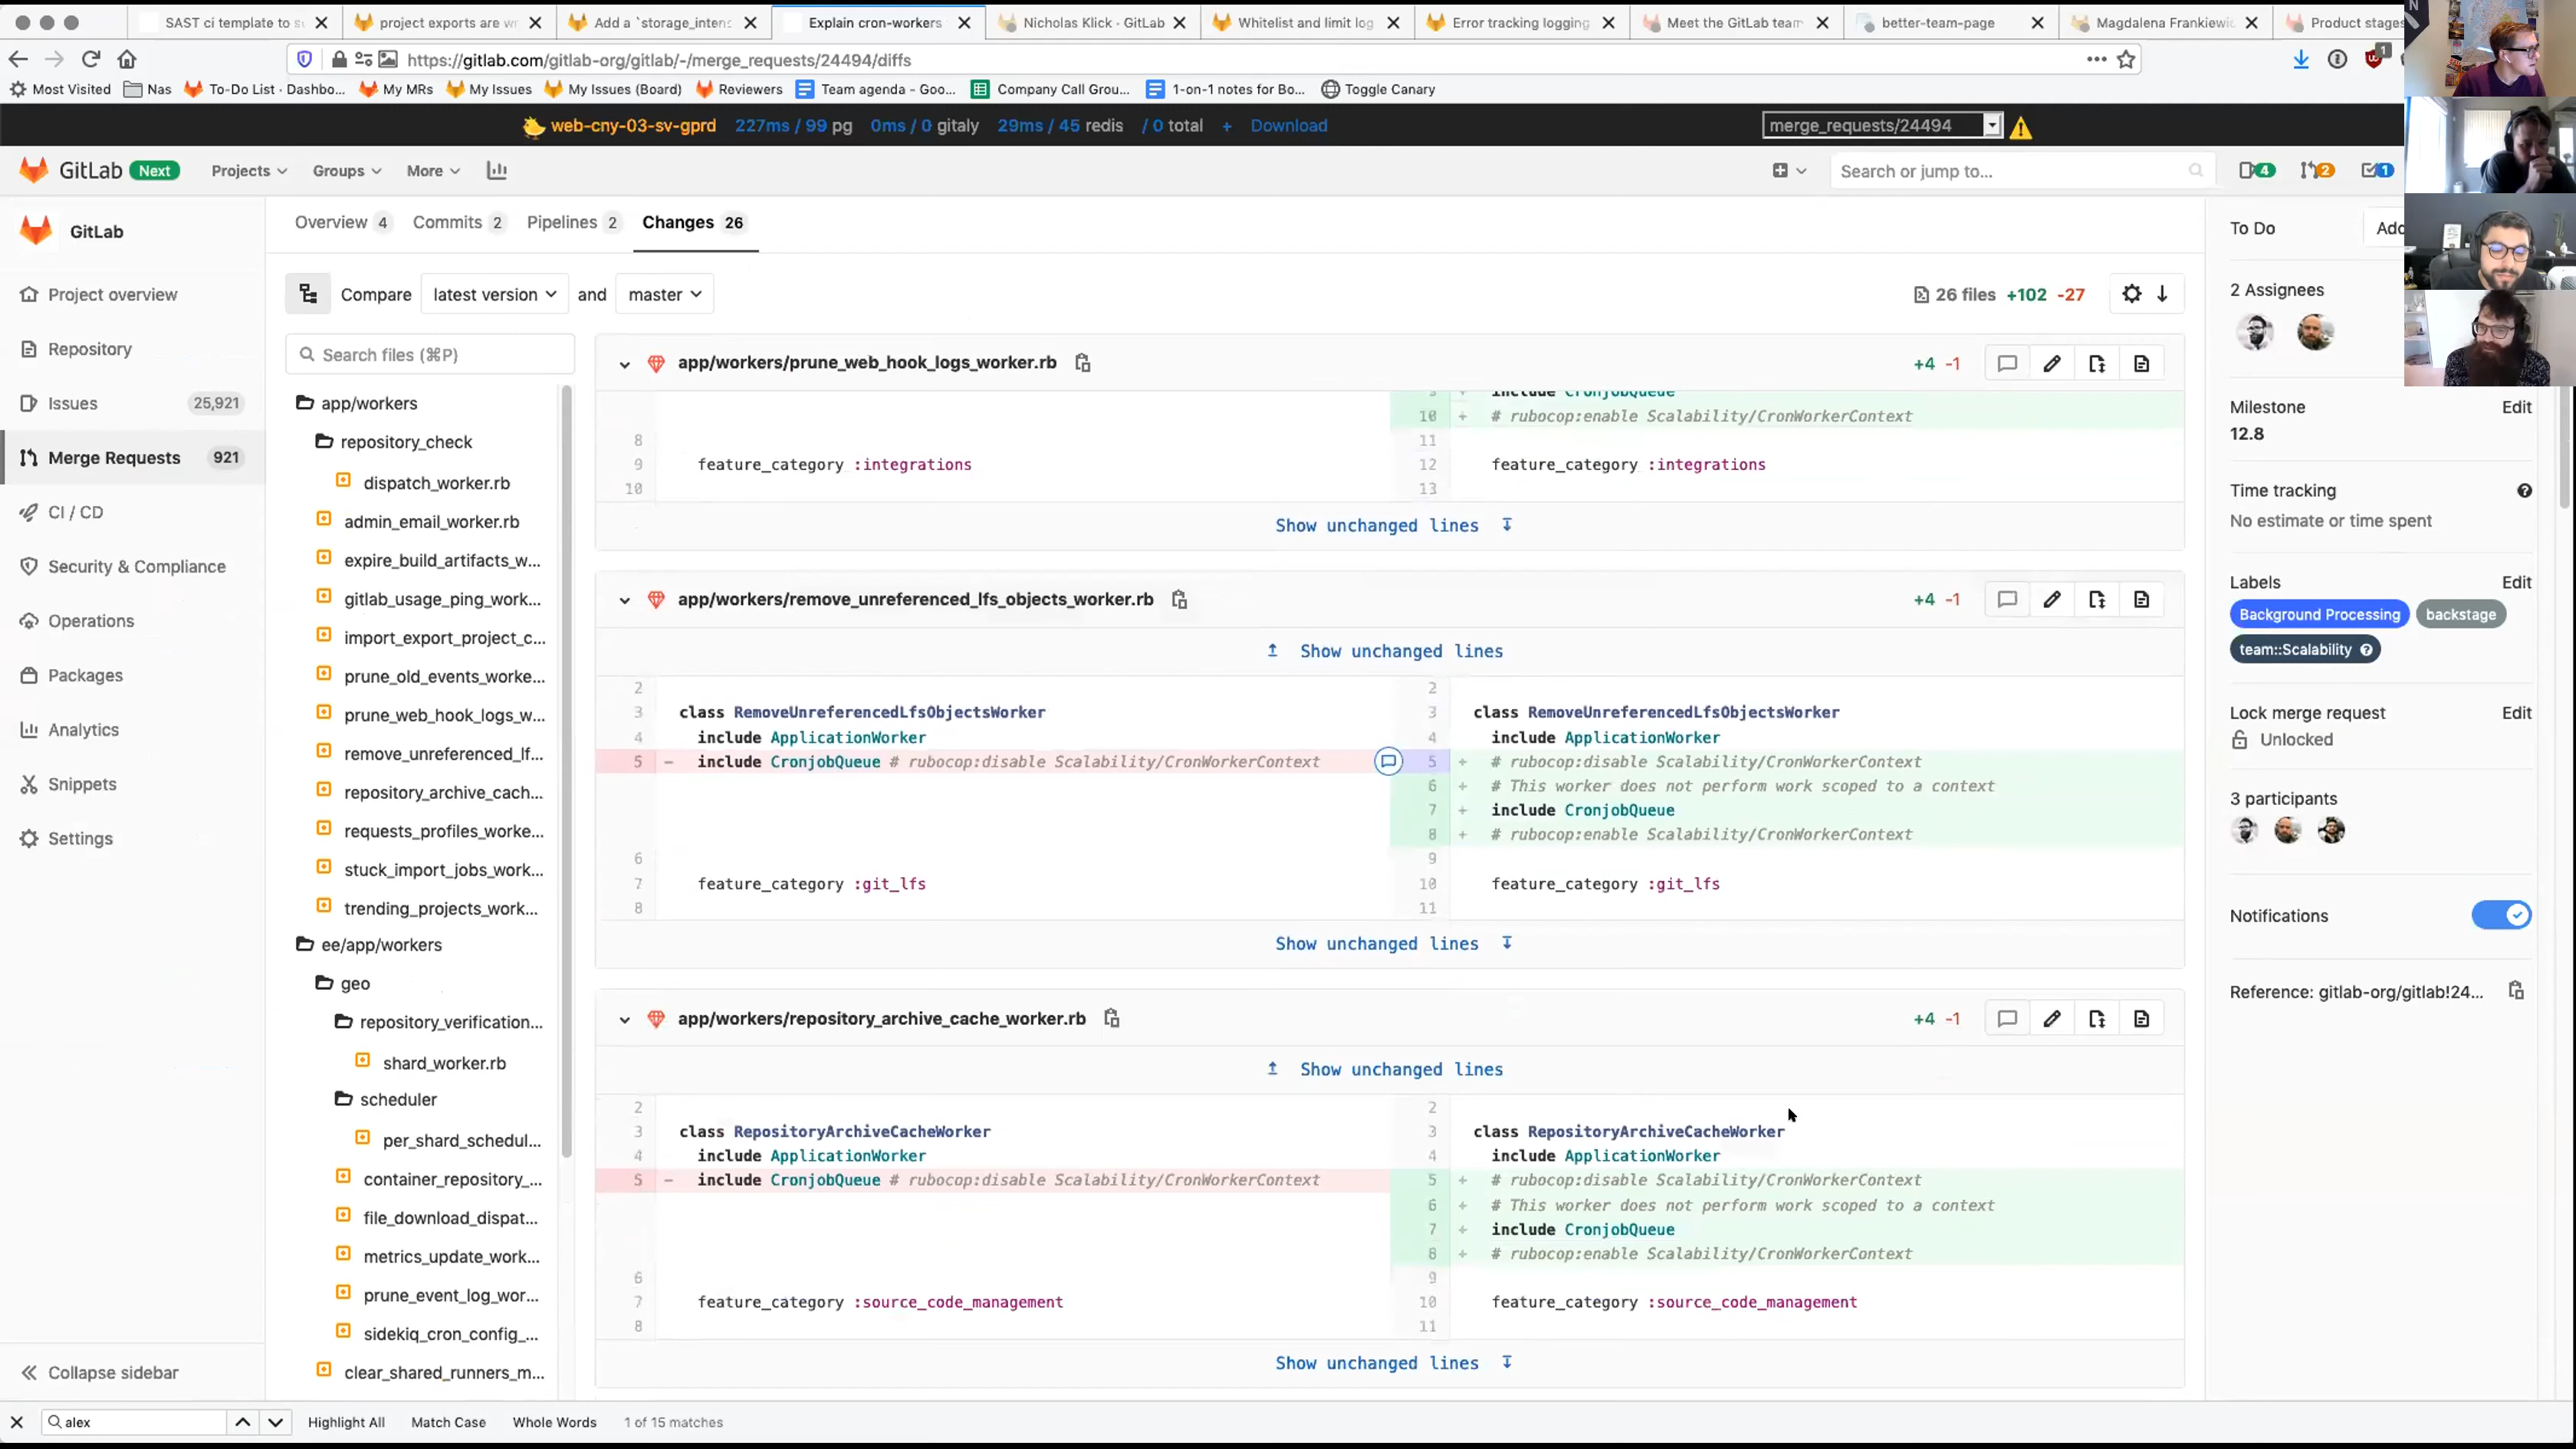 SAST ci template to su
project exports are wr
Add a `storage_intens
Explain cron-workers
Nicholas Klick · GitLab
Whitelist and limit log
Error tracking logging
Meet the GitLab team
better-team-page
Magdalena Frankiewic
Product stages
https://gitlab.com/gitlab-org/gitlab/-/merge_requests/24494/diffs
Most Visited
Nas
To-Do List · Dashbo...
My MRs
My Issues
My Issues (Board)
Reviewers
Team agenda - Goo...
Company Call Grou...
1-on-1 notes for Bo...
Toggle Canary
web-cny-03-sv-gprd 227ms / 99 pg 0ms / 0 gitaly 29ms / 45 redis / 0 total + Download
merge_requests/24494
GitLab Next Projects Groups More
Search or jump to...
4 2 1
GitLab
Project overview
Repository
Issues 25,921
Merge Requests 921
CI / CD
Security & Compliance
Operations
Packages
Analytics
Snippets
Settings
Collapse sidebar
Overview 4 Commits 2 Pipelines 2 Changes 26
Compare latest version and master
26 files +102 -27
Search files (⌘P)
app/workers
repository_check
dispatch_worker.rb
admin_email_worker.rb
expire_build_artifacts_w...
gitlab_usage_ping_work...
import_export_project_c...
prune_old_events_worke...
prune_web_hook_logs_w...
remove_unreferenced_lf...
repository_archive_cach...
requests_profiles_worke...
stuck_import_jobs_work...
trending_projects_work...
ee/app/workers
geo
repository_verification...
shard_worker.rb
scheduler
per_shard_schedul...
container_repository_...
file_download_dispat...
metrics_update_work...
prune_event_log_wor...
sidekiq_cron_config_...
clear_shared_runners_m...
app/workers/prune_web_hook_logs_worker.rb +4 -1
9 + include CronjobQueue
10 + # rubocop:enable Scalability/CronWorkerContext
8 11
9 feature_category :integrations 12 feature_category :integrations
10 13
Show unchanged lines
app/workers/remove_unreferenced_lfs_objects_worker.rb +4 -1
Show unchanged lines
2 2
3 class RemoveUnreferencedLfsObjectsWorker 3 class RemoveUnreferencedLfsObjectsWorker
4 include ApplicationWorker 4 include ApplicationWorker
5 - include CronjobQueue # rubocop:disable Scalability/CronWorkerContext 5 + # rubocop:disable Scalability/CronWorkerContext
6 + # This worker does not perform work scoped to a context
7 + include CronjobQueue
8 + # rubocop:enable Scalability/CronWorkerContext
6 9
7 feature_category :git_lfs 10 feature_category :git_lfs
8 11
Show unchanged lines
app/workers/repository_archive_cache_worker.rb +4 -1
Show unchanged lines
2 2
3 class RepositoryArchiveCacheWorker 3 class RepositoryArchiveCacheWorker
4 include ApplicationWorker 4 include ApplicationWorker
5 - include CronjobQueue # rubocop:disable Scalability/CronWorkerContext 5 + # rubocop:disable Scalability/CronWorkerContext
6 + # This worker does not perform work scoped to a context
7 + include CronjobQueue
8 + # rubocop:enable Scalability/CronWorkerContext
6 9
7 feature_category :source_code_management 10 feature_category :source_code_management
8 11
Show unchanged lines
To Do Add
2 Assignees
Milestone Edit
12.8
Time tracking
No estimate or time spent
Labels Edit
Background Processing backstage
team::Scalability
Lock merge request Edit
Unlocked
3 participants
Notifications
Reference: gitlab-org/gitlab!24...
alex
Highlight All
Match Case
Whole Words
1 of 15 matches